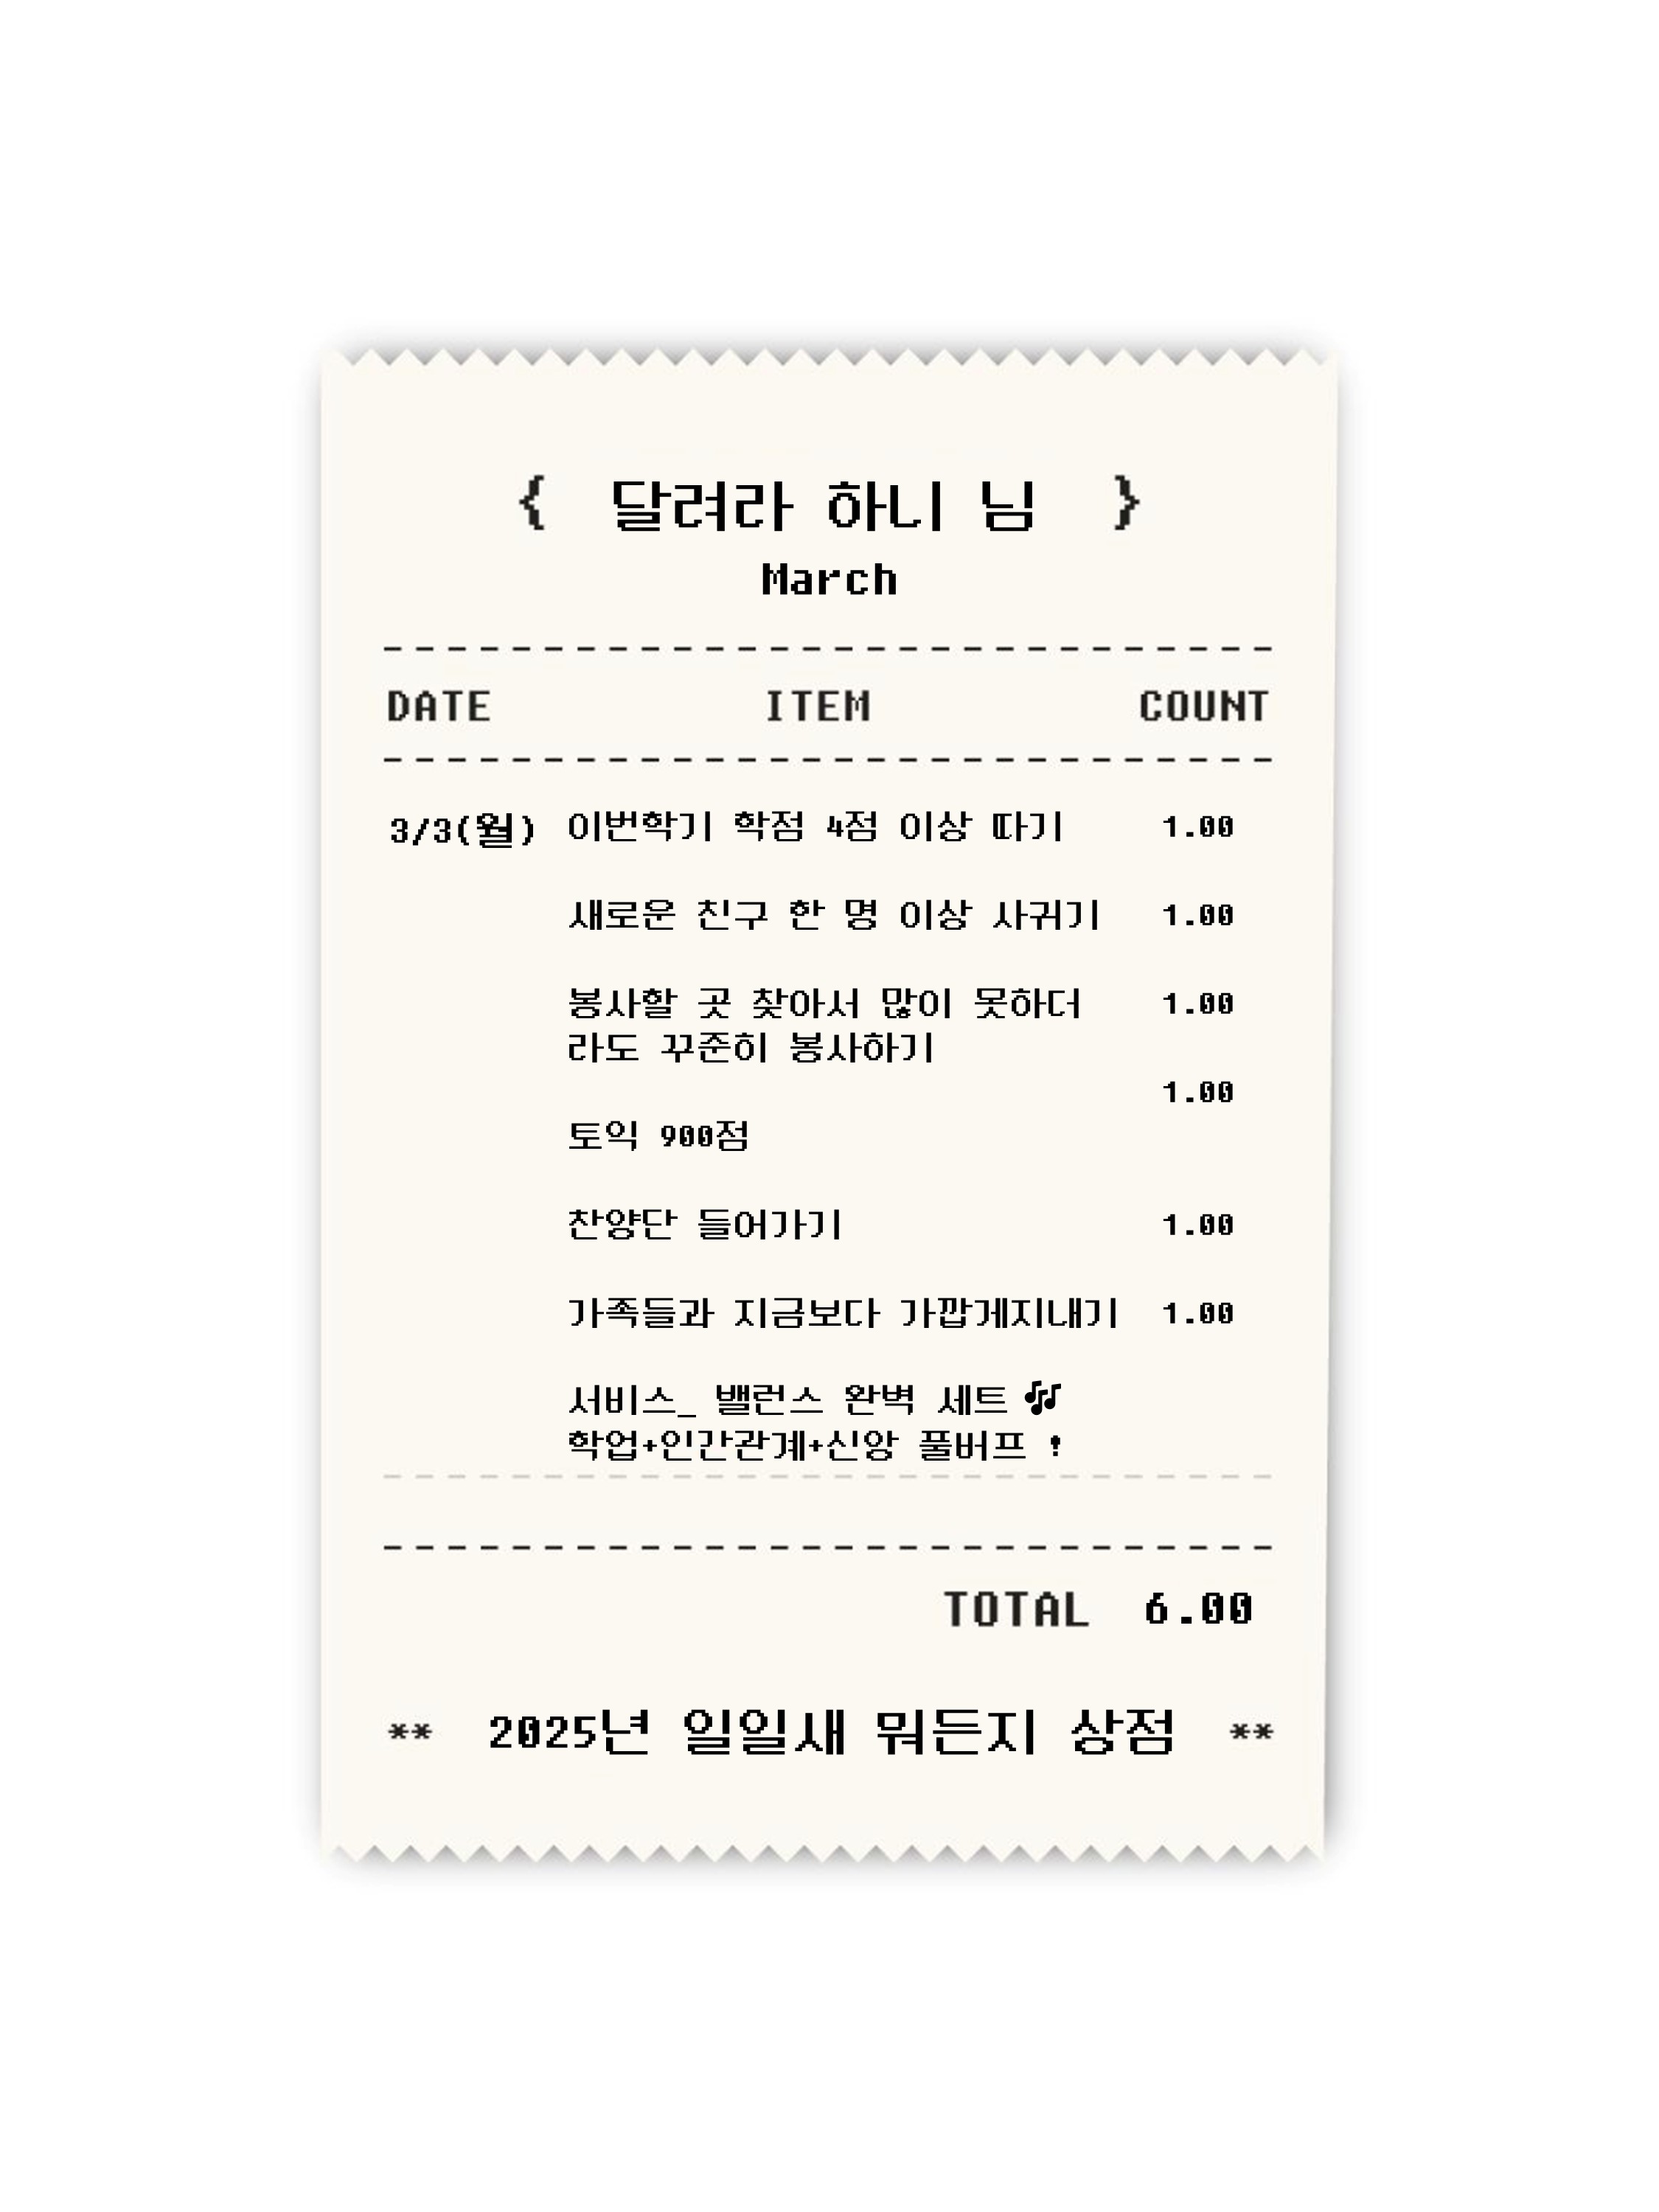 { 달려라 하니 님 }
March
DATE ITEM COUNT
3/3(월) 이번학기 학점 4점 이상 따기 1.00
새로운 친구 한 명 이상 사귀기 1.00
봉사할 곳 찾아서 많이 못하더 1.00
라도 꾸준히 봉사하기
1.00
토익 900점
찬양단 들어가기 1.00
가족들과 지금보다 가깝게지내기 1.00
서비스_ 밸런스 완벽 세트 🎶
학업+인간관계+신앙 풀버프 !
TOTAL 6.00
** 2025년 일일새 뭐든지 상점 **